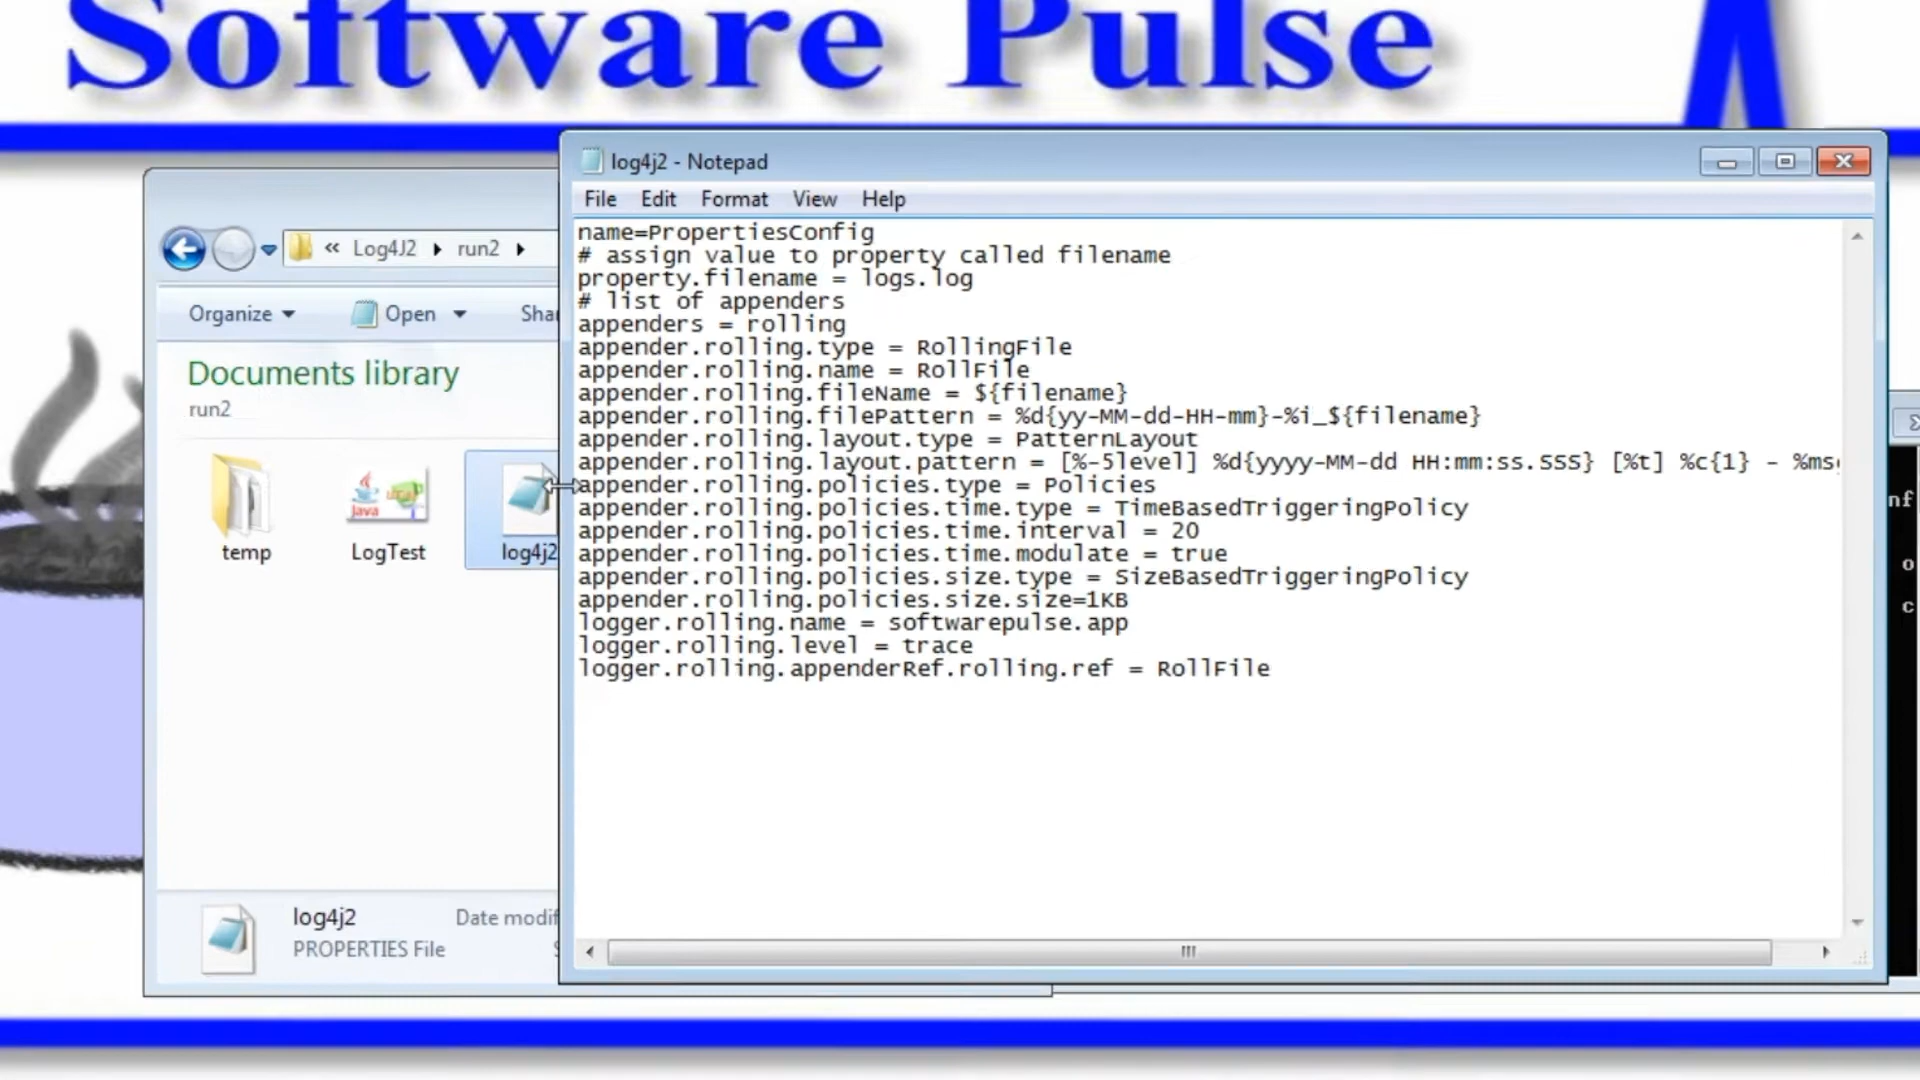 Software Pulse
log4j2 - Notepad
File Edit Format View Help
« Log4J2 run2
Organize Open
Documents library
run2
temp
LogTest
log4j2
log4j2
PROPERTIES File
name=PropertiesConfig
# assign value to property called filename
property.filename = logs.log
# list of appenders
appenders = rolling
appender.rolling.type = RollingFile
appender.rolling.name = RollFile
appender.rolling.fileName = ${filename}
appender.rolling.filePattern = %d{yy-MM-dd-HH-mm}-%i_${filename}
appender.rolling.layout.type = PatternLayout
appender.rolling.layout.pattern = [%-5level] %d{yyyy-MM-dd HH:mm:ss.SSS} [%t] %c{1} - %ms
appender.rolling.policies.type = Policies
appender.rolling.policies.time.type = TimeBasedTriggeringPolicy
appender.rolling.policies.time.interval = 20
appender.rolling.policies.time.modulate = true
appender.rolling.policies.size.type = SizeBasedTriggeringPolicy
appender.rolling.policies.size.size=1KB
logger.rolling.name = softwarepulse.app
logger.rolling.level = trace
logger.rolling.appenderRef.rolling.ref = RollFile
nf
o
c